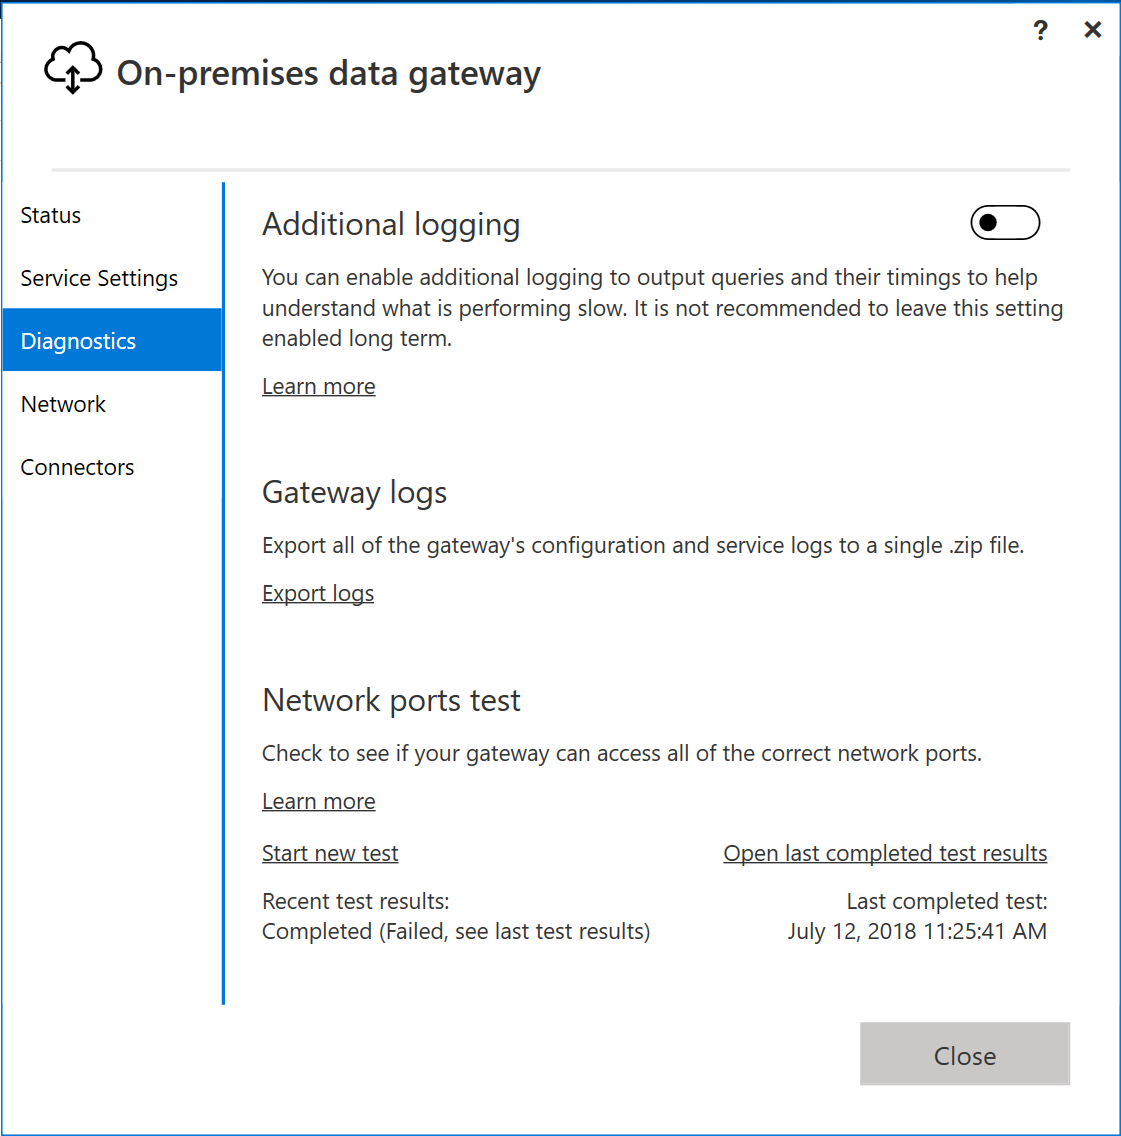 ?
On-premises data gateway
Status
Service Settings
Diagnostics
Network
Connectors
Additional logging
You can enable additional logging to output queries and their timings to help
understand what is performing slow. It is not recommended to leave this setting
enabled long term.
Learn more
Gateway logs
Export all of the gateway's configuration and service logs to a single .zip file.
Export logs
Network ports test
Check to see if your gateway can access all of the correct network ports.
Learn more
Start new test
Open last completed test results
Recent test results:
Completed (Failed, see last test results)
Last completed test:
July 12, 2018 11:25:41 AM
Close